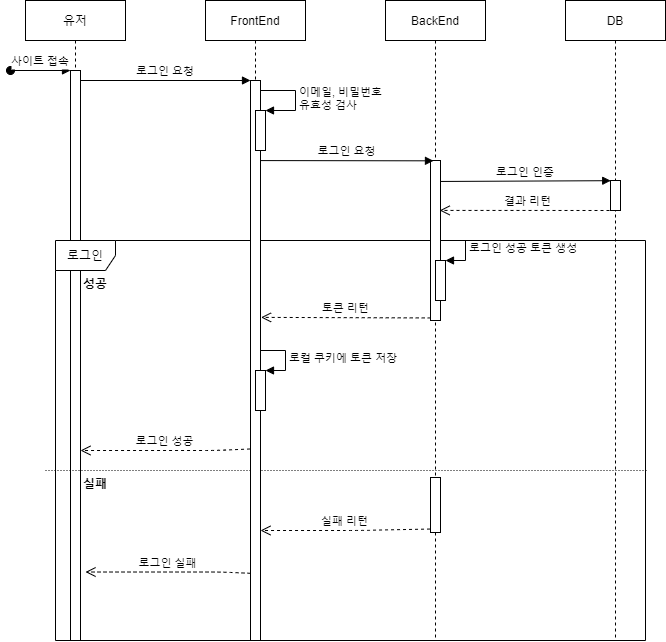 유저
FrontEnd
BackEnd
DB
사이트 접속
로그인 요청
이메일, 비밀번호
유효성 검사
로그인 요청
로그인 인증
결과 리턴
로그인
로그인 성공 토큰 생성
성공
토큰 리턴
로컬 쿠키에 토큰 저장
로그인 성공
실패
실패 리턴
로그인 실패